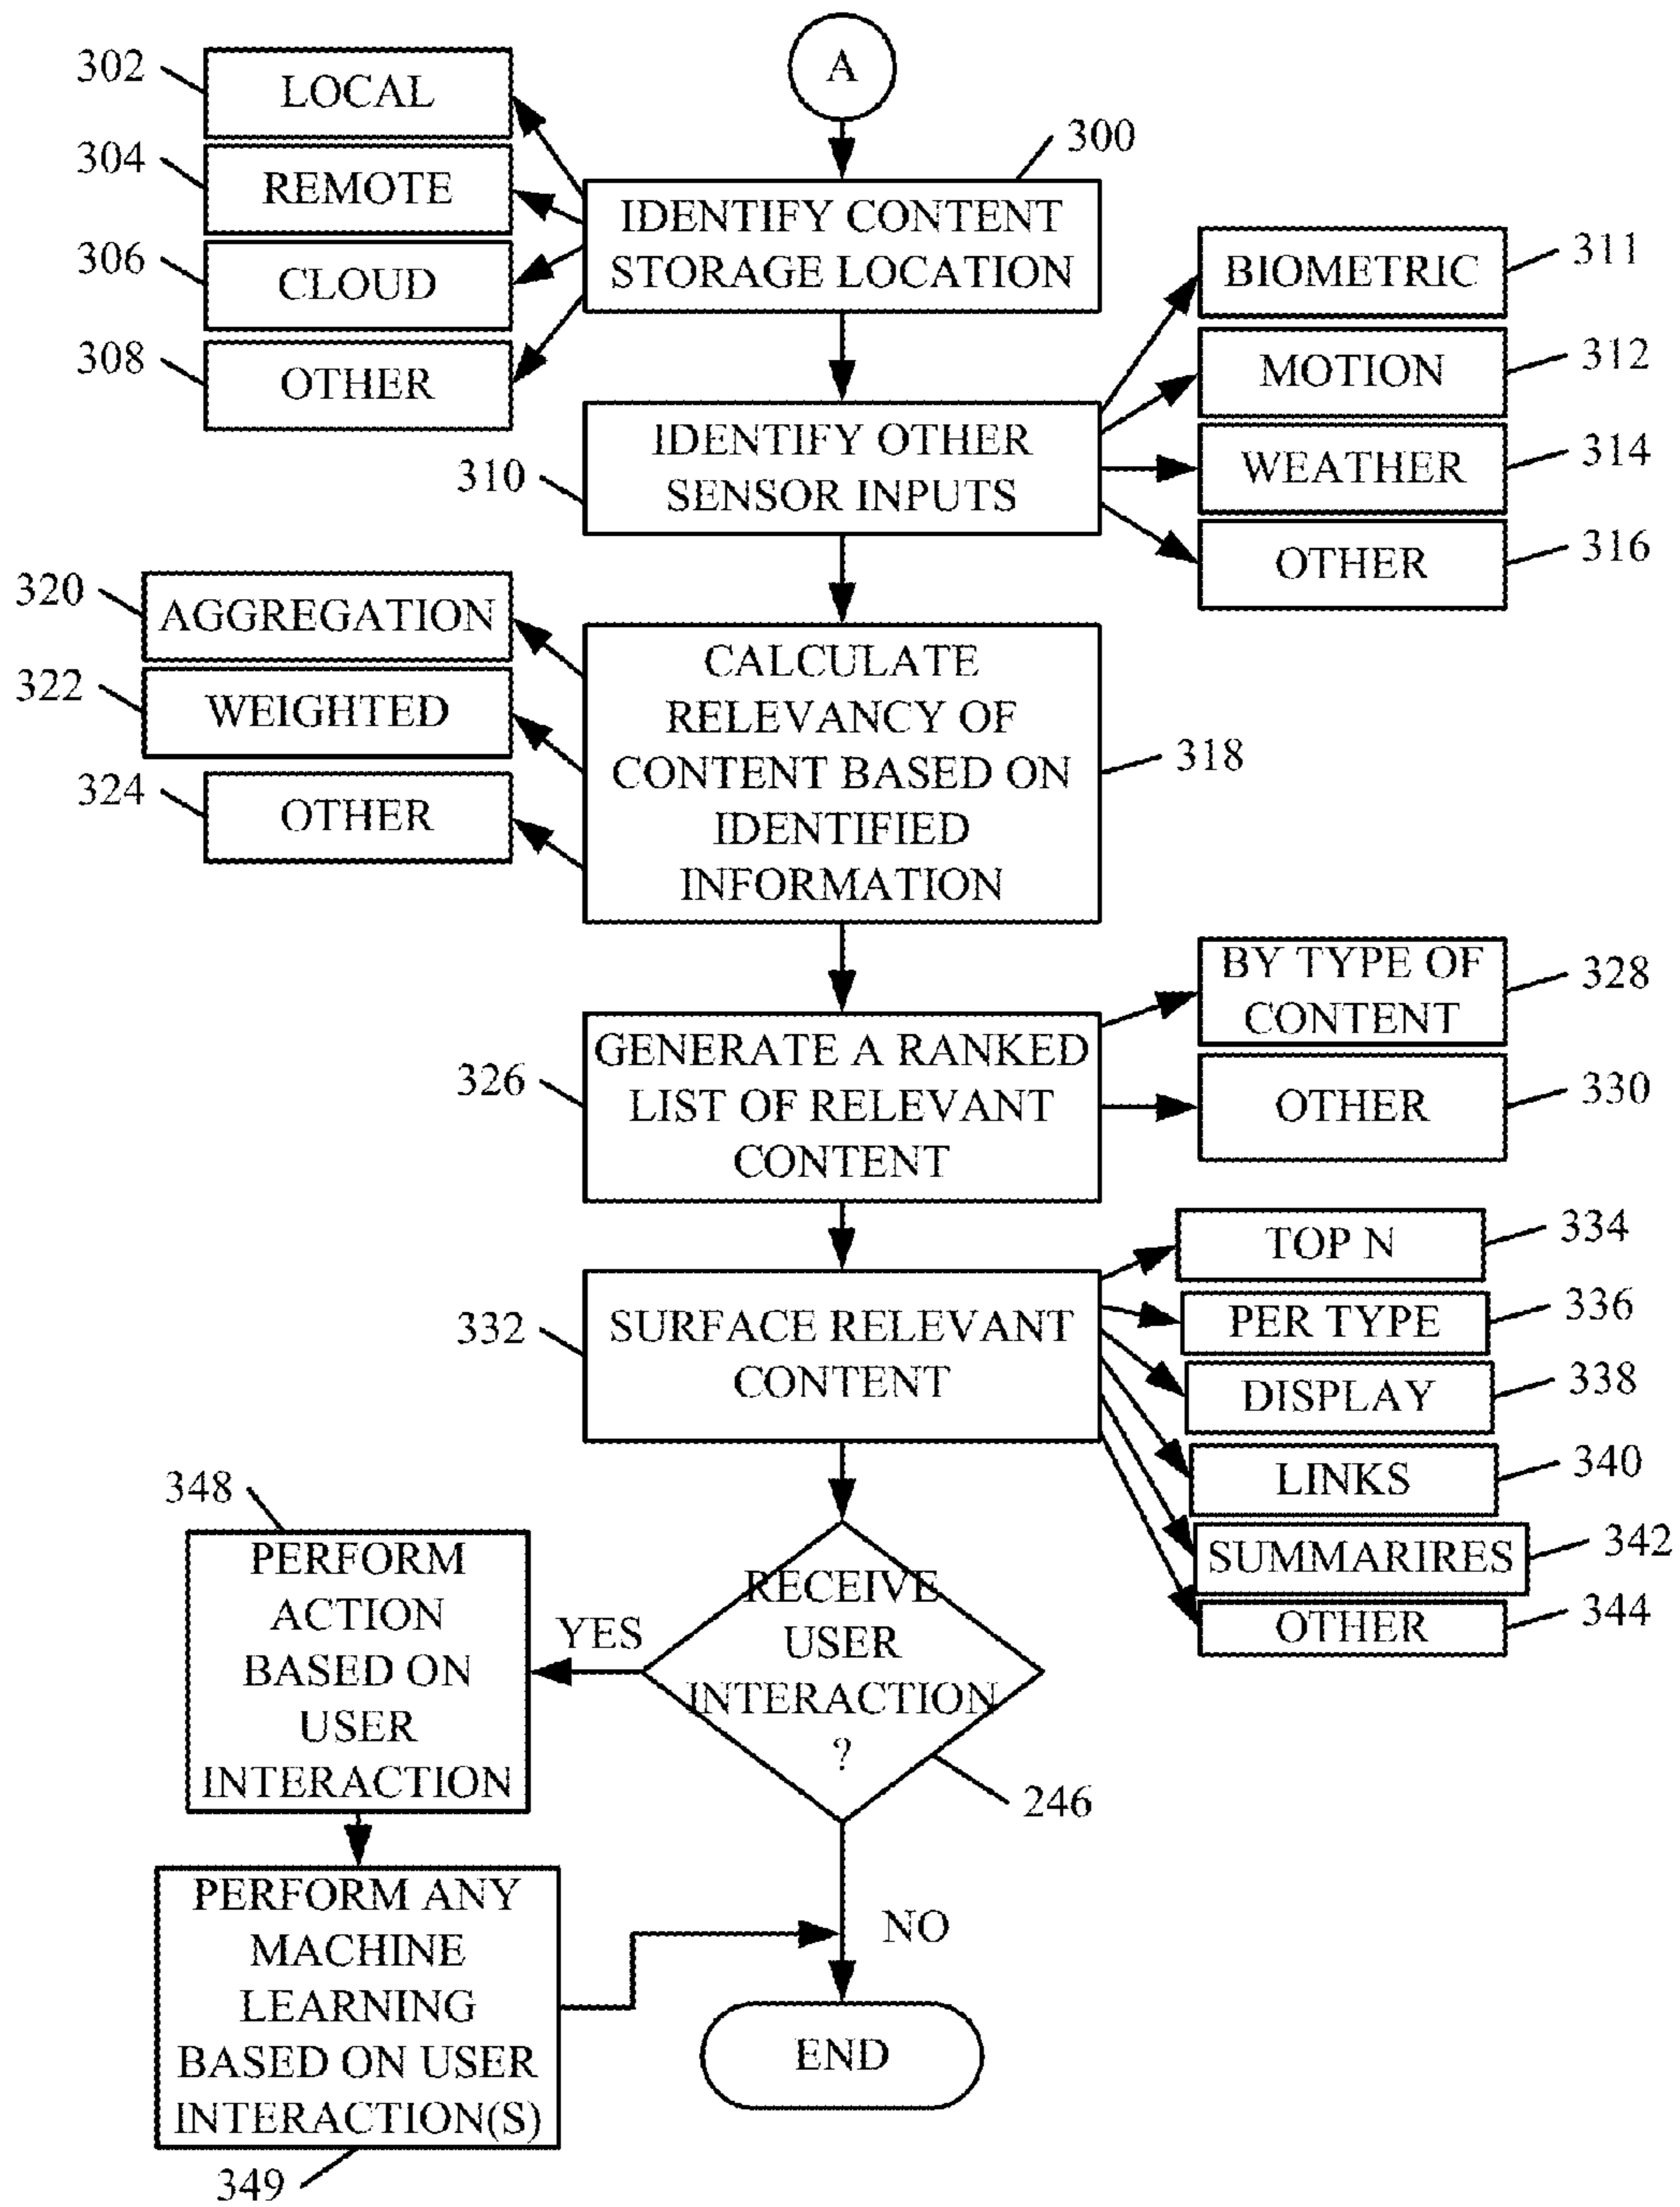 A
302
LOCAL
304
REMOTE
306
CLOUD
308
OTHER
300
IDENTIFY CONTENT
STORAGE LOCATION
BIOMETRIC
311
MOTION
312
WEATHER
314
OTHER
316
310
IDENTIFY OTHER
SENSOR INPUTS
320
AGGREGATION
322
WEIGHTED
324
OTHER
CALCULATE
RELEVANCY OF
CONTENT BASED ON
IDENTIFIED
INFORMATION
318
BY TYPE OF
CONTENT
328
OTHER
330
326
GENERATE A RANKED
LIST OF RELEVANT
CONTENT
332
SURFACE RELEVANT
CONTENT
TOP N
334
PER TYPE
336
DISPLAY
338
LINKS
340
SUMMARIRES
342
OTHER
344
348
PERFORM
ACTION
BASED ON
USER
INTERACTION
YES
RECEIVE
USER
INTERACTION
?
246
PERFORM ANY
MACHINE
LEARNING
BASED ON USER
INTERACTION(S)
349
NO
END